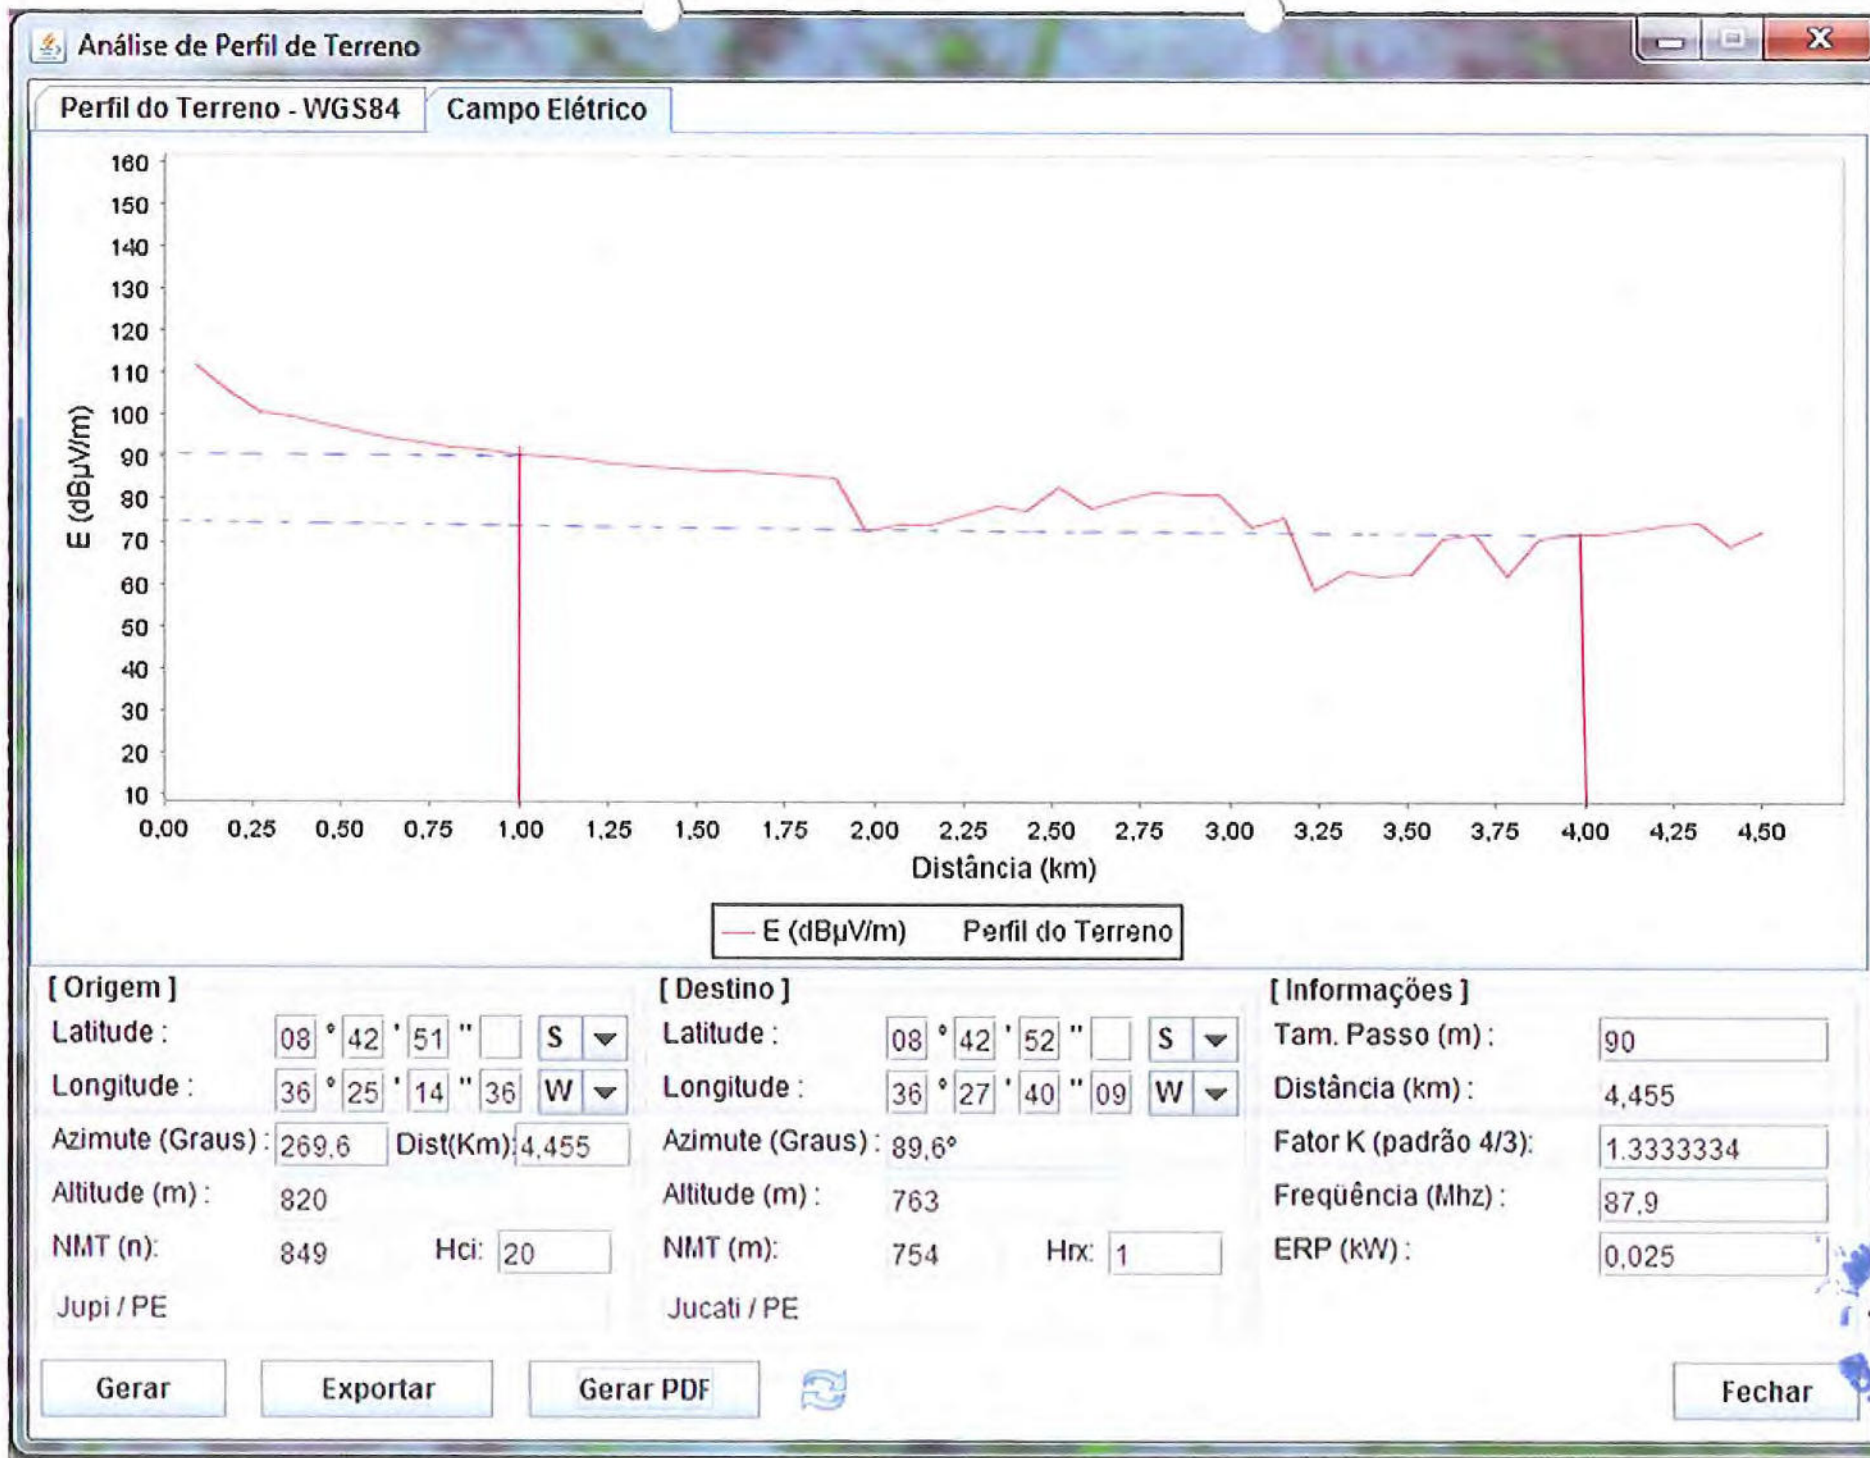 Análise de Perfil de Terreno
Perfil do Terreno - WGS84 Campo Elétrico
160
150
140
130
120
110
100
90
80
70
60
50
40
30
20
10
E (dBµV/m)
0,00 0,25 0,50 0,75 1,00 1,25 1,50 1,75 2,00 2,25 2,50 2,75 3,00 3,25 3,50 3,75 4,00 4,25 4,50
Distância (km)
E (dBµV/m) Perfil do Terreno
[ Origem ] [ Destino ] [ Informações ]
Latitude : 08 ° 42 ' 51 " S Latitude : 08 ° 42 ' 52 " S Tam. Passo (m) : 90
Longitude : 36 ° 25 ' 14 " 36 W Longitude : 36 ° 27 ' 40 " 09 W Distância (km) : 4,455
Azimute (Graus) : 269,6 Dist(Km): 4,455 Azimute (Graus) : 89,6° Fator K (padrão 4/3): 1.3333334
Altitude (m) : 820 Altitude (m) : 763 Freqüência (Mhz) : 87,9
NMT (n): 849 Hci: 20 NMT (m): 754 Hrx: 1 ERP (kW) : 0,025
Jupi / PE Jucati / PE
Gerar Exportar Gerar PDF Fechar